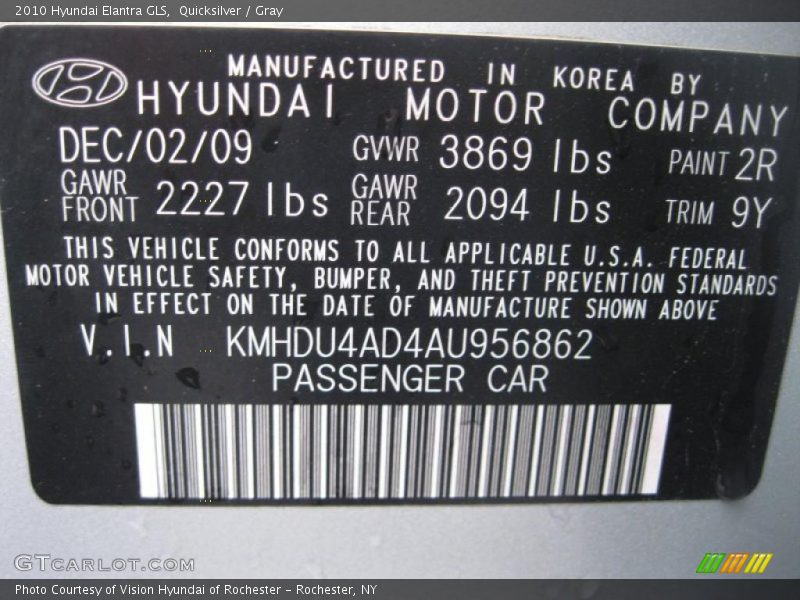 2010 Hyundai Elantra GLS,  Quicksilver / Gray
MANUFACTURED IN KOREA BY
HYUNDAI MOTOR COMPANY
DEC/02/09 GVWR 3869 lbs PAINT 2R
GAWR FRONT 2227 lbs GAWR REAR 2094 lbs TRIM 9Y
THIS VEHICLE CONFORMS TO ALL APPLICABLE U.S.A. FEDERAL
MOTOR VEHICLE SAFETY, BUMPER, AND THEFT PREVENTION STANDARDS
IN EFFECT ON THE DATE OF MANUFACTURE SHOWN ABOVE
V.I.N KMHDU4AD4AU956862
PASSENGER CAR
GTCARLOT.COM
Photo Courtesy of Vision Hyundai of Rochester – Rochester, NY